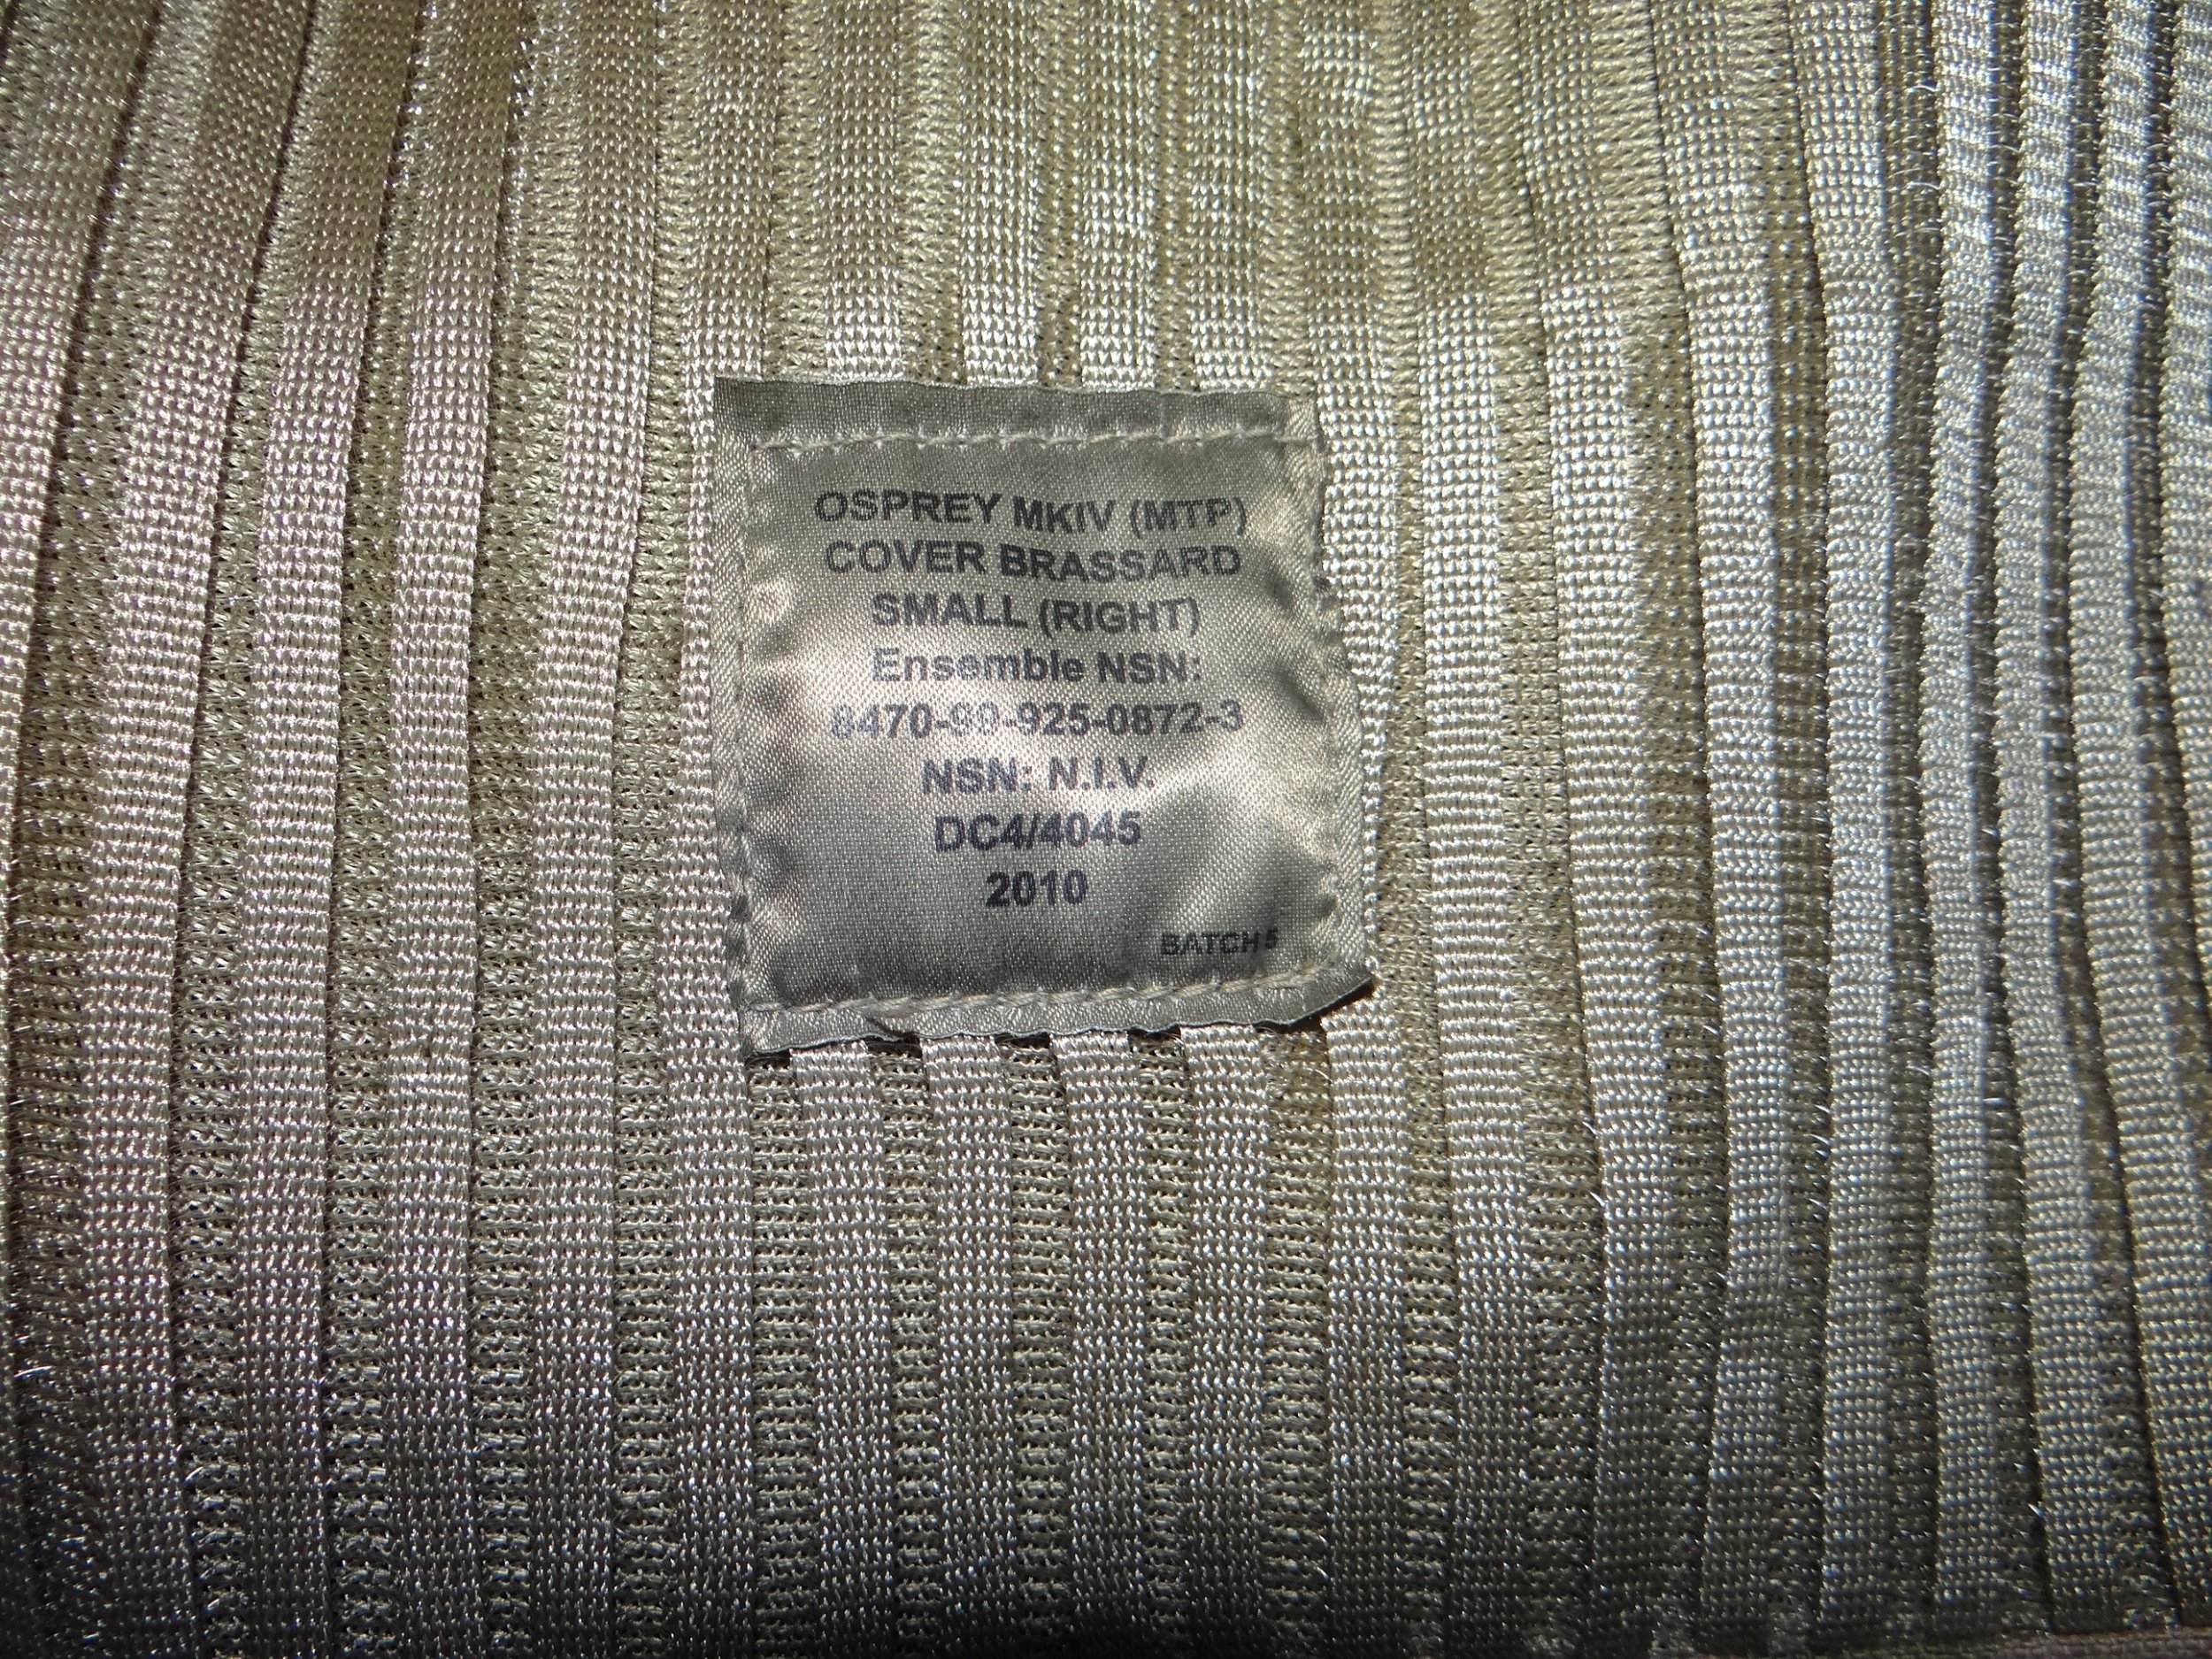 OSPREY MKIV (MTP)
COVER BRASSARD
SMALL (RIGHT)
Ensemble NSN:
8470-99-925-0872-3
NSN: N.I.V.
DC4/4045
2010
BATCH 5